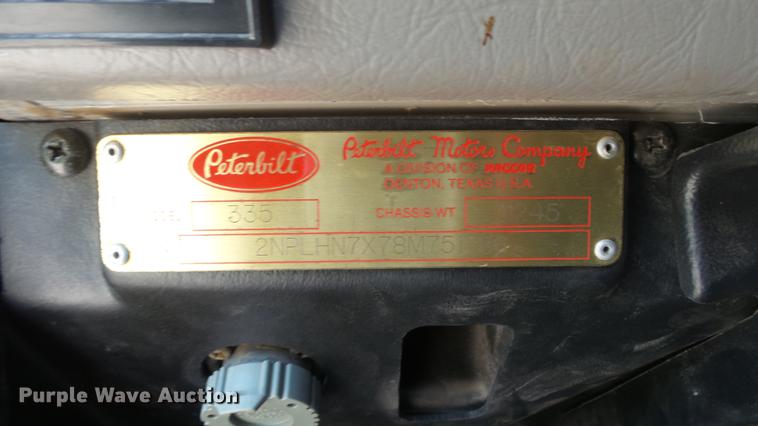 Peterbilt
Peterbilt Motors Company
A DIVISION OF PACCAR
DENTON, TEXAS U.S.A.
335 CHASSIS WT
2NPLHN7X78M75
Purple Wave Auction